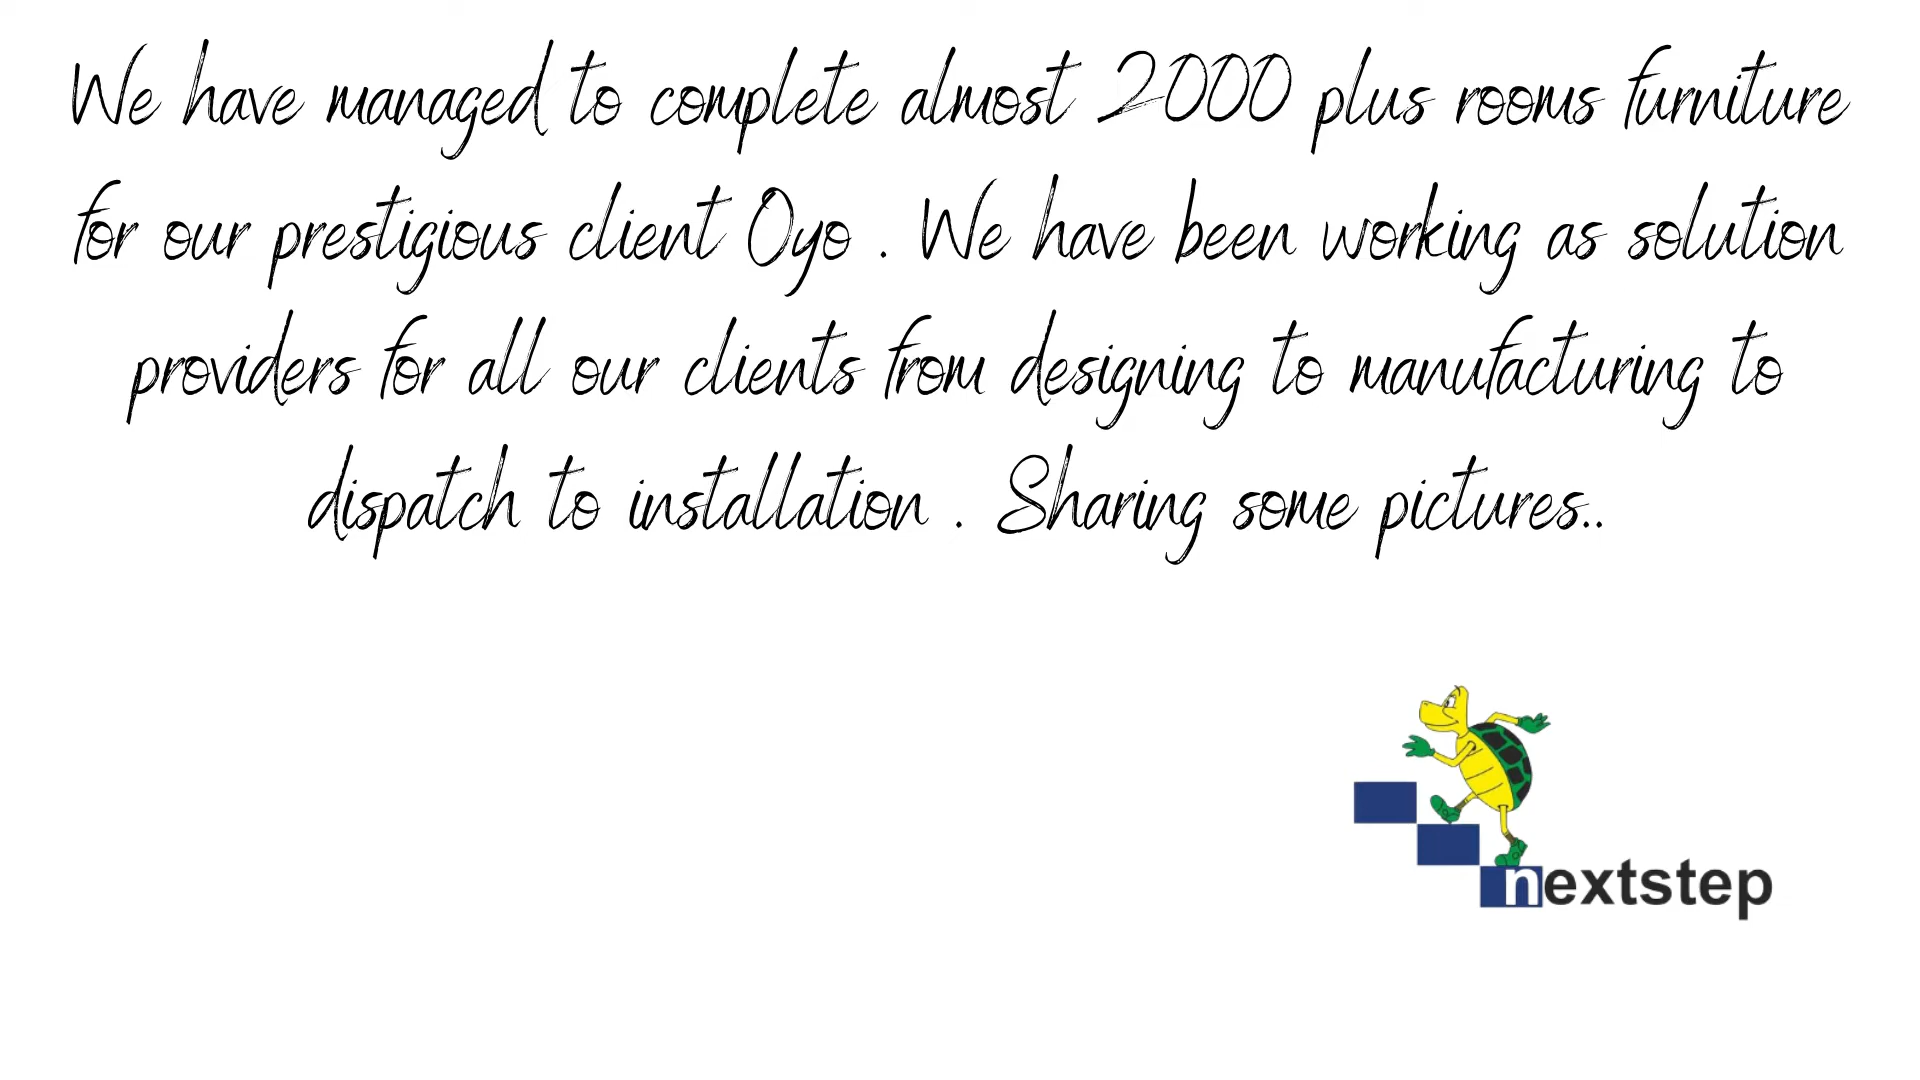 We have managed to complete almost 2000 plus rooms furniture
for our prestigious client Oyo . We have been working as solution
providers for all our clients from designing to manufacturing to
dispatch to installation . Sharing some pictures..
nextstep